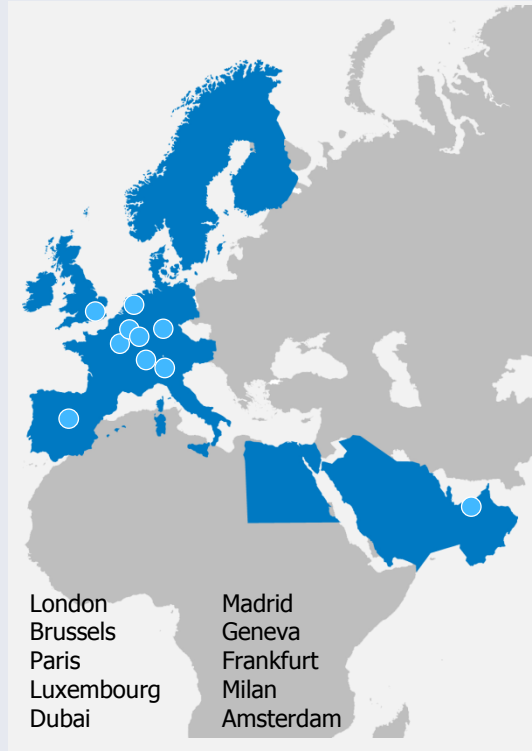 London
Brussels
Paris
Luxembourg
Dubai
Madrid
Geneva
Frankfurt
Milan
Amsterdam